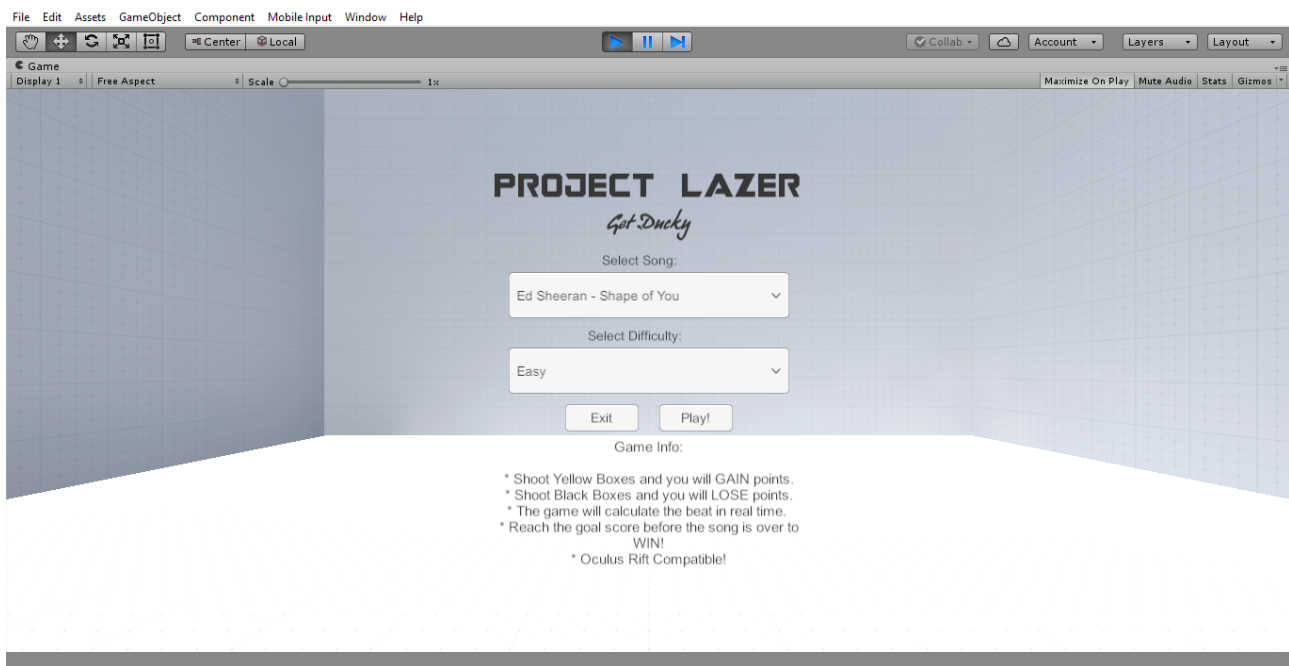 File Edit Assets GameObject Component Mobile Input Window Help
Center Local Collab Account Layers Layout
Game
Display 1 Free Aspect Scale 1x Maximize On Play Mute Audio Stats Gizmos
PROJECT LAZER
Got Ducky
Select Song:
Ed Sheeran - Shape of You
Select Difficulty:
Easy
Exit Play!
Game Info:
* Shoot Yellow Boxes and you will GAIN points.
* Shoot Black Boxes and you will LOSE points.
* The game will calculate the beat in real time.
* Reach the goal score before the song is over to
WIN!
* Oculus Rift Compatible!